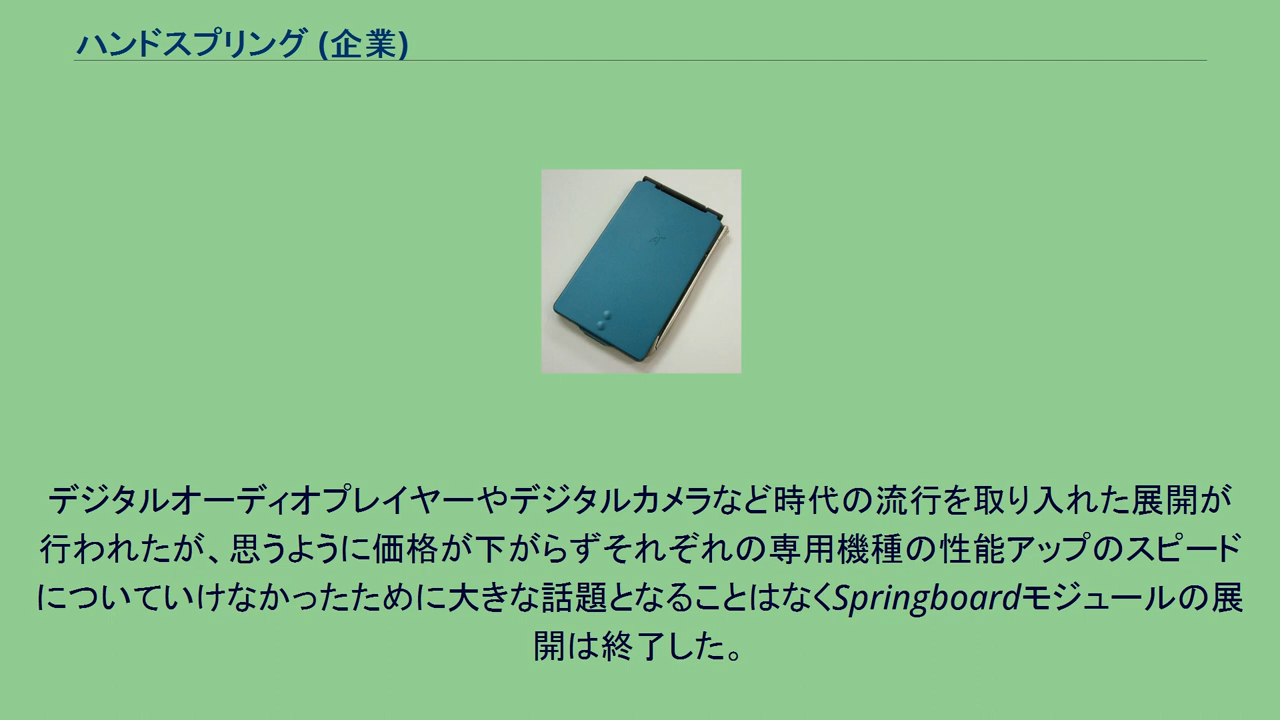 ハンドスプリング (企業)
デジタルオーディオプレイヤーやデジタルカメラなど時代の流行を取り入れた展開が
行われたが、思うように価格が下がらずそれぞれの専用機種の性能アップのスピード
についていけなかったために大きな話題となることはなくSpringboardモジュールの展
開は終了した。